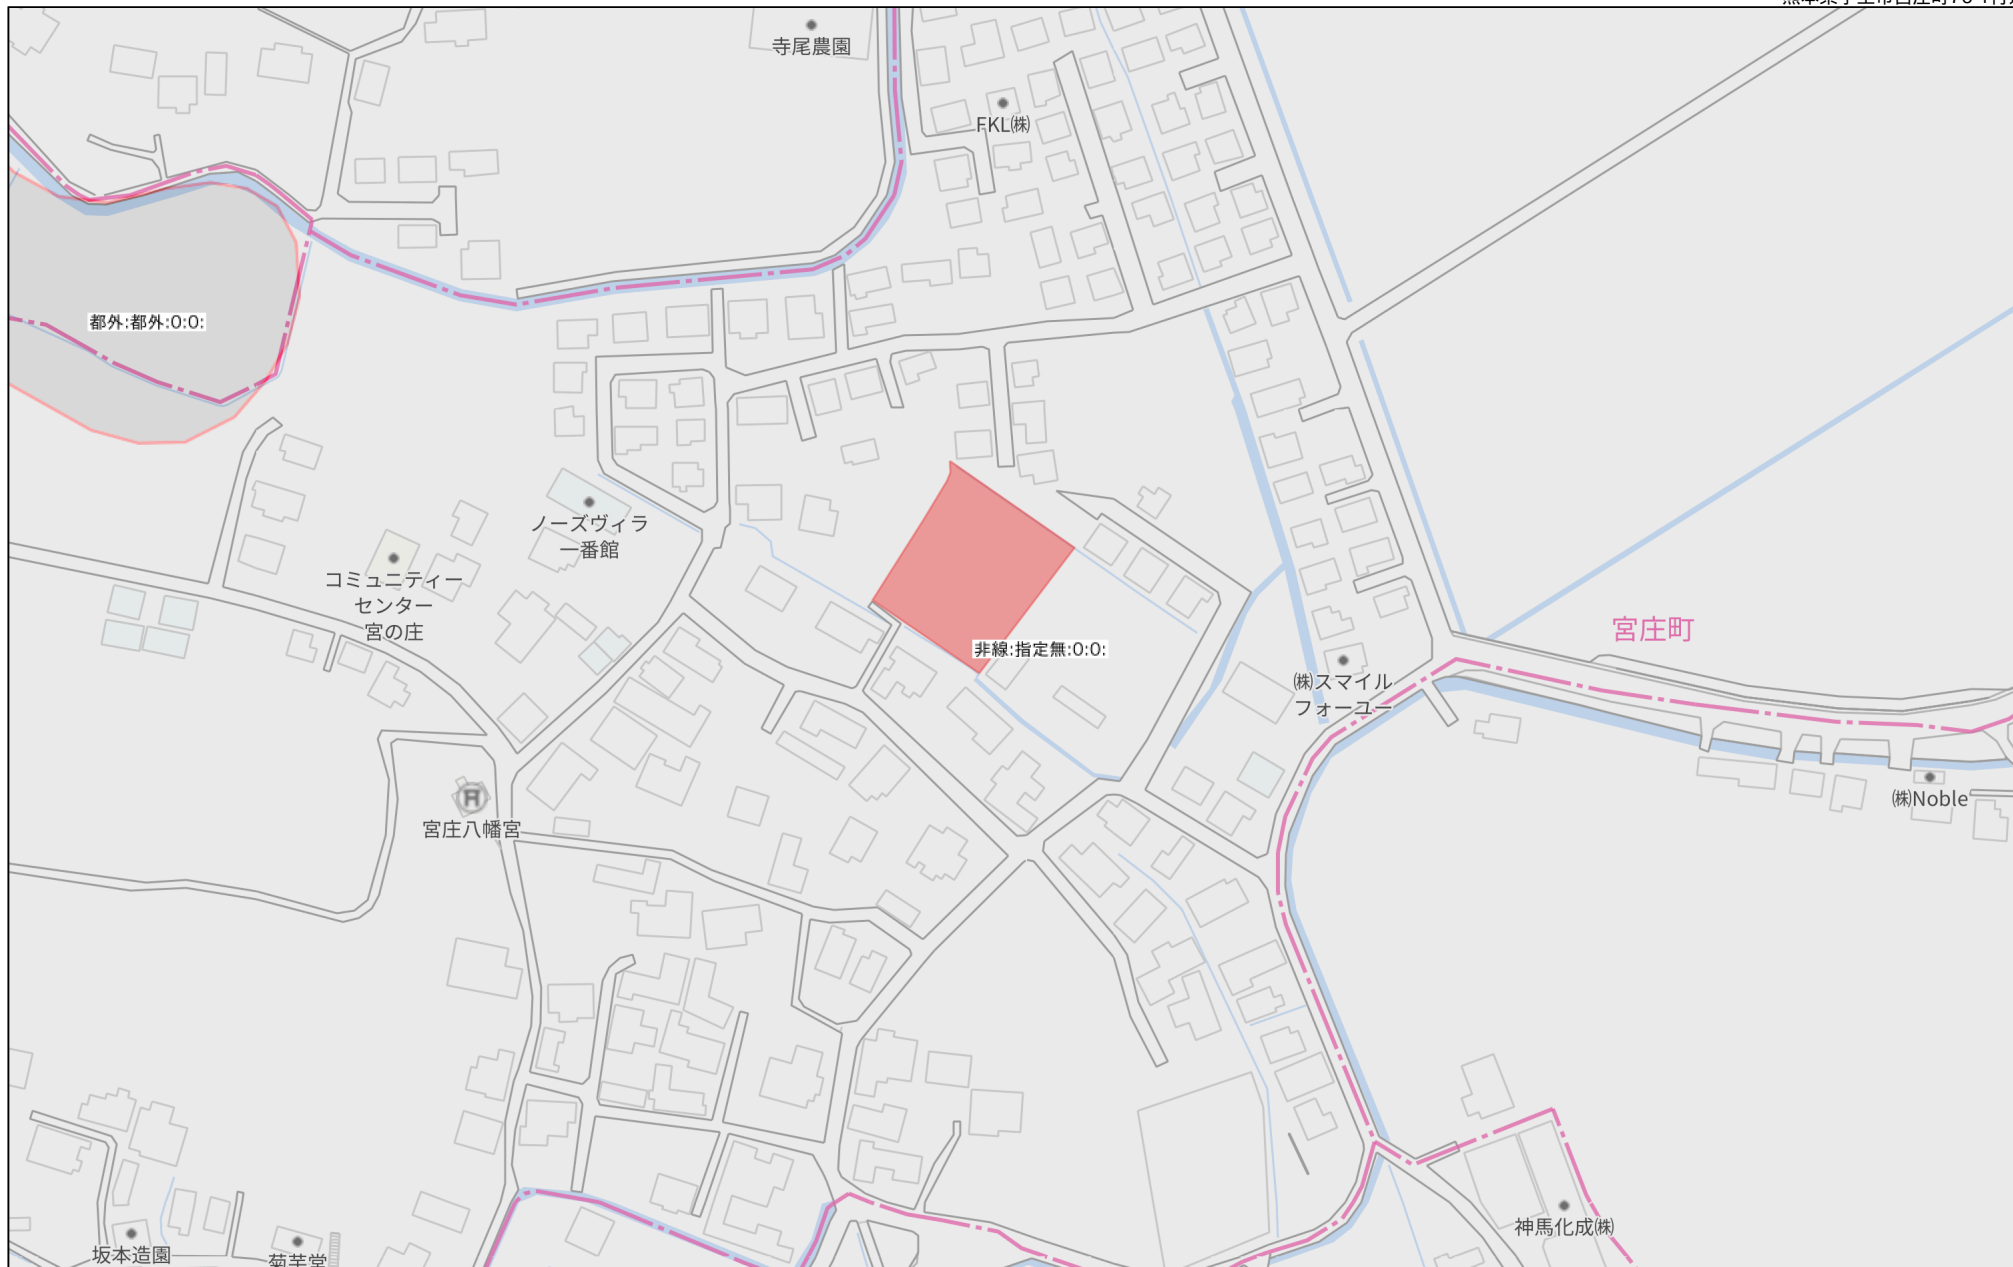 寺尾農園
FKL㈱
都外:都外:0:0:
ノーズヴィラ
一番館
コミュニティー
センター
宮の庄
非線:指定無:0:0:
宮庄町
㈱スマイル
フォーユー
㈱Noble
宮庄八幡宮
神馬化成㈱
坂本造園
菊芋堂